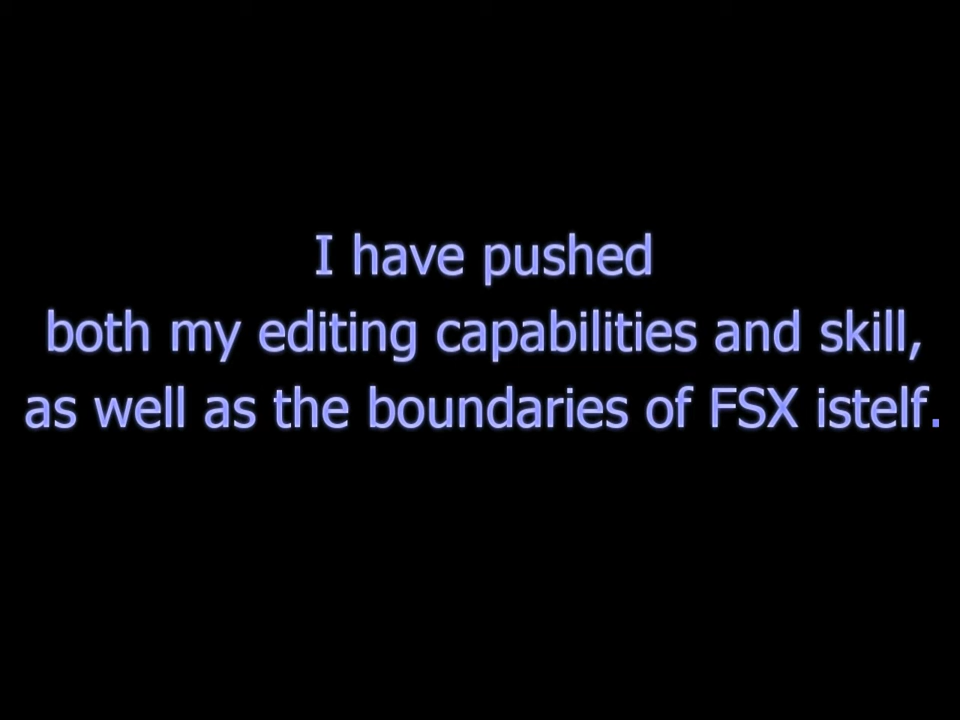 I have pushed
both my editing capabilities and skill,
as well as the boundaries of FSX istelf.